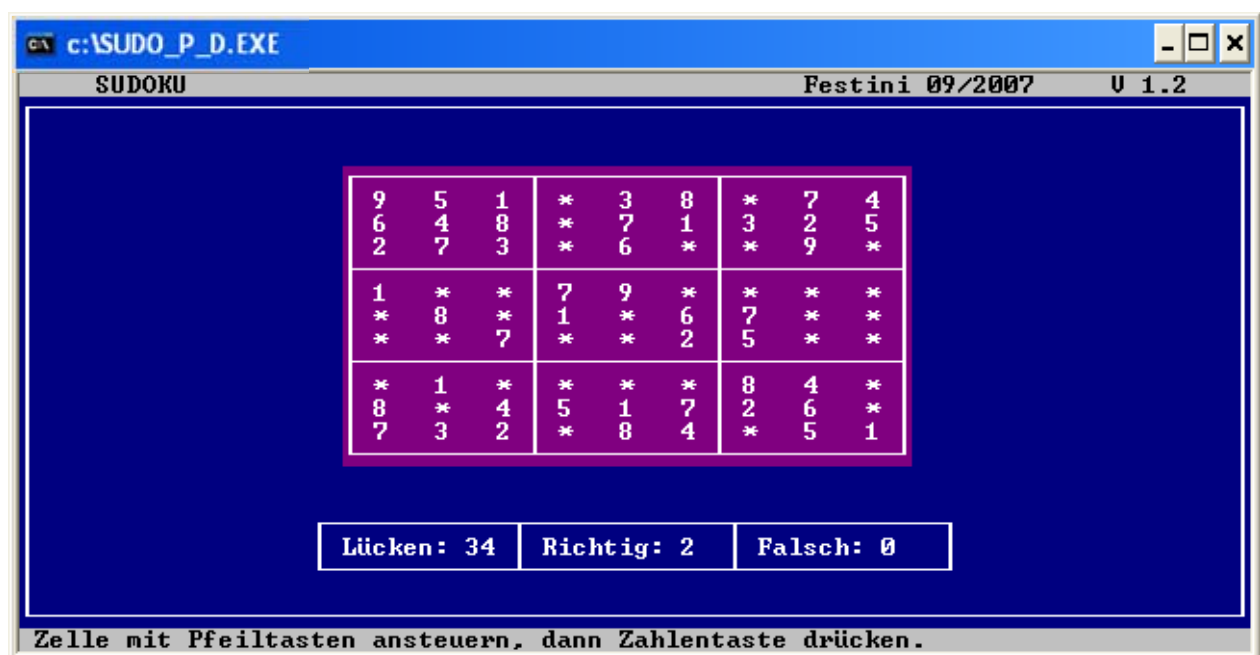 c:\SUDO_P_D.EXE
SUDOKU Festini 09/2007 V 1.2
9 5 1 * 3 8 * 7 4
6 4 8 * 7 1 3 2 5
2 7 3 * 6 * * 9 *
1 * * 7 9 * * * *
* 8 * 1 * 6 7 * *
* * 7 * * 2 5 * *
* 1 * * * * 8 4 *
8 * 4 5 1 7 2 6 *
7 3 2 * 8 4 * 5 1
Lücken: 34 Richtig: 2 Falsch: 0
Zelle mit Pfeiltasten ansteuern, dann Zahlentaste drücken.